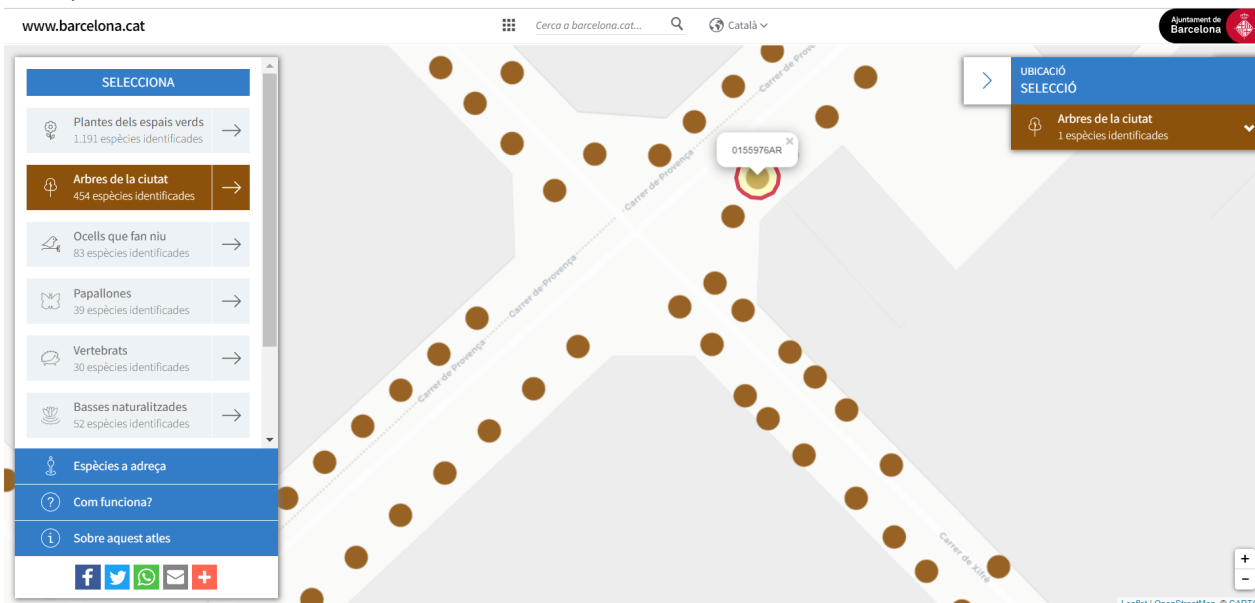 www.barcelona.cat
Cerca a barcelona.cat...
Català
Ajuntament de
Barcelona
SELECCIONA
Plantes dels espais verds
1.191 espècies identificades
Arbres de la ciutat
454 espècies identificades
Ocells que fan niu
83 espècies identificades
Papallones
39 espècies identificades
Vertebrats
30 espècies identificades
Basses naturalitzades
52 espècies identificades
Espècies a adreça
? Com funciona?
i Sobre aquest atles
UBICACIÓ
SELECCIÓ
Arbres de la ciutat
1 espècies identificades
Carrer de
0155976AR ×
Carrer de Provença
Carrer de Provença
Carrer de Provença
Carrer de Xifré
+
−
Leaflet | OpenStreetMap, ©